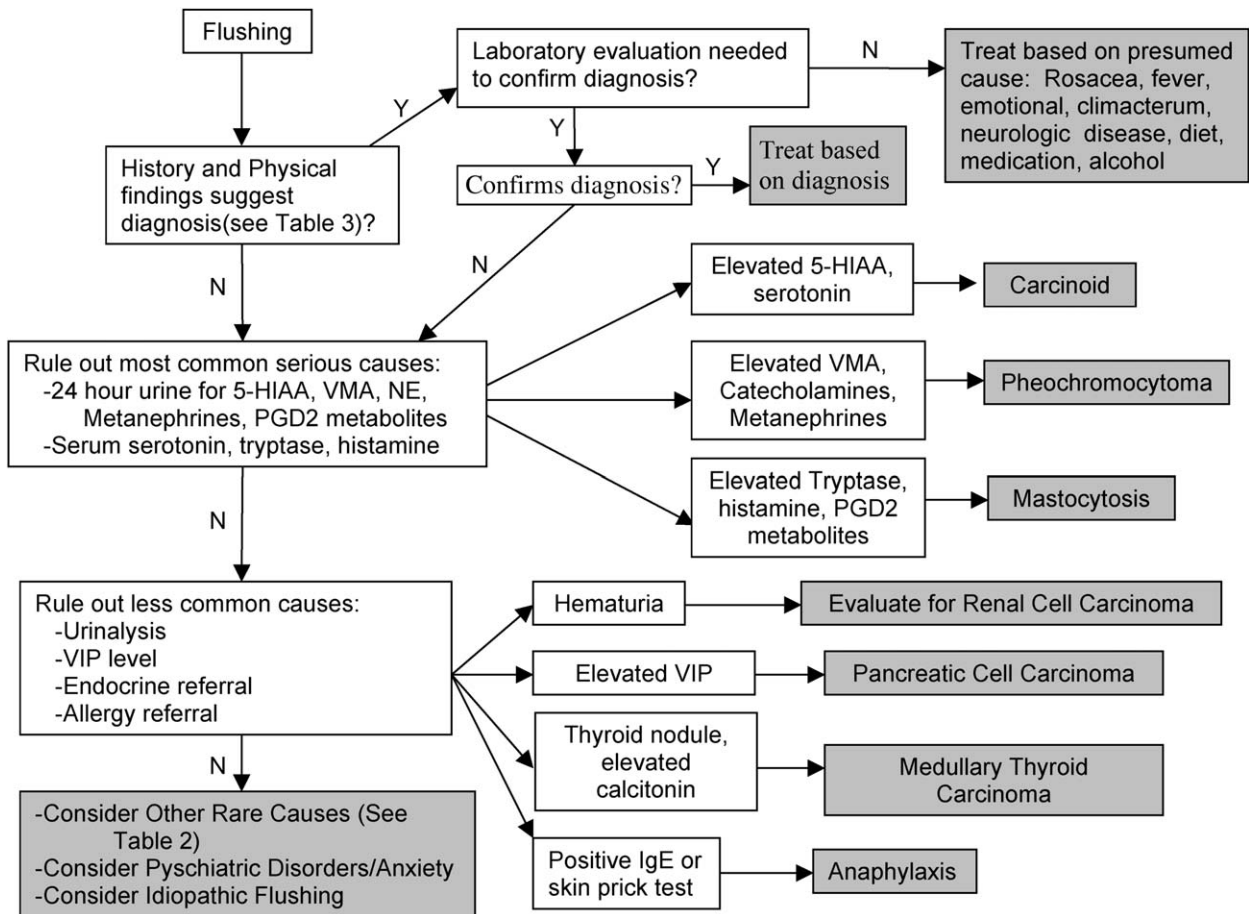 Flushing
Laboratory evaluation needed
to confirm diagnosis?
N
Treat based on presumed
cause: Rosacea, fever,
emotional, climacterum,
neurologic disease, diet,
medication, alcohol
Y
Y
History and Physical
findings suggest
diagnosis(see Table 3)?
Confirms diagnosis?
Y
Treat based
on diagnosis
N
N
Rule out most common serious causes:
-24 hour urine for 5-HIAA, VMA, NE,
Metanephrines, PGD2 metabolites
-Serum serotonin, tryptase, histamine
Elevated 5-HIAA,
serotonin
Carcinoid
Elevated VMA,
Catecholamines,
Metanephrines
Pheochromocytoma
Elevated Tryptase,
histamine, PGD2
metabolites
Mastocytosis
N
Rule out less common causes:
-Urinalysis
-VIP level
-Endocrine referral
-Allergy referral
Hematuria
Evaluate for Renal Cell Carcinoma
Elevated VIP
Pancreatic Cell Carcinoma
Thyroid nodule,
elevated
calcitonin
Medullary Thyroid
Carcinoma
Positive IgE or
skin prick test
Anaphylaxis
N
-Consider Other Rare Causes (See
Table 2)
-Consider Pyschiatric Disorders/Anxiety
-Consider Idiopathic Flushing